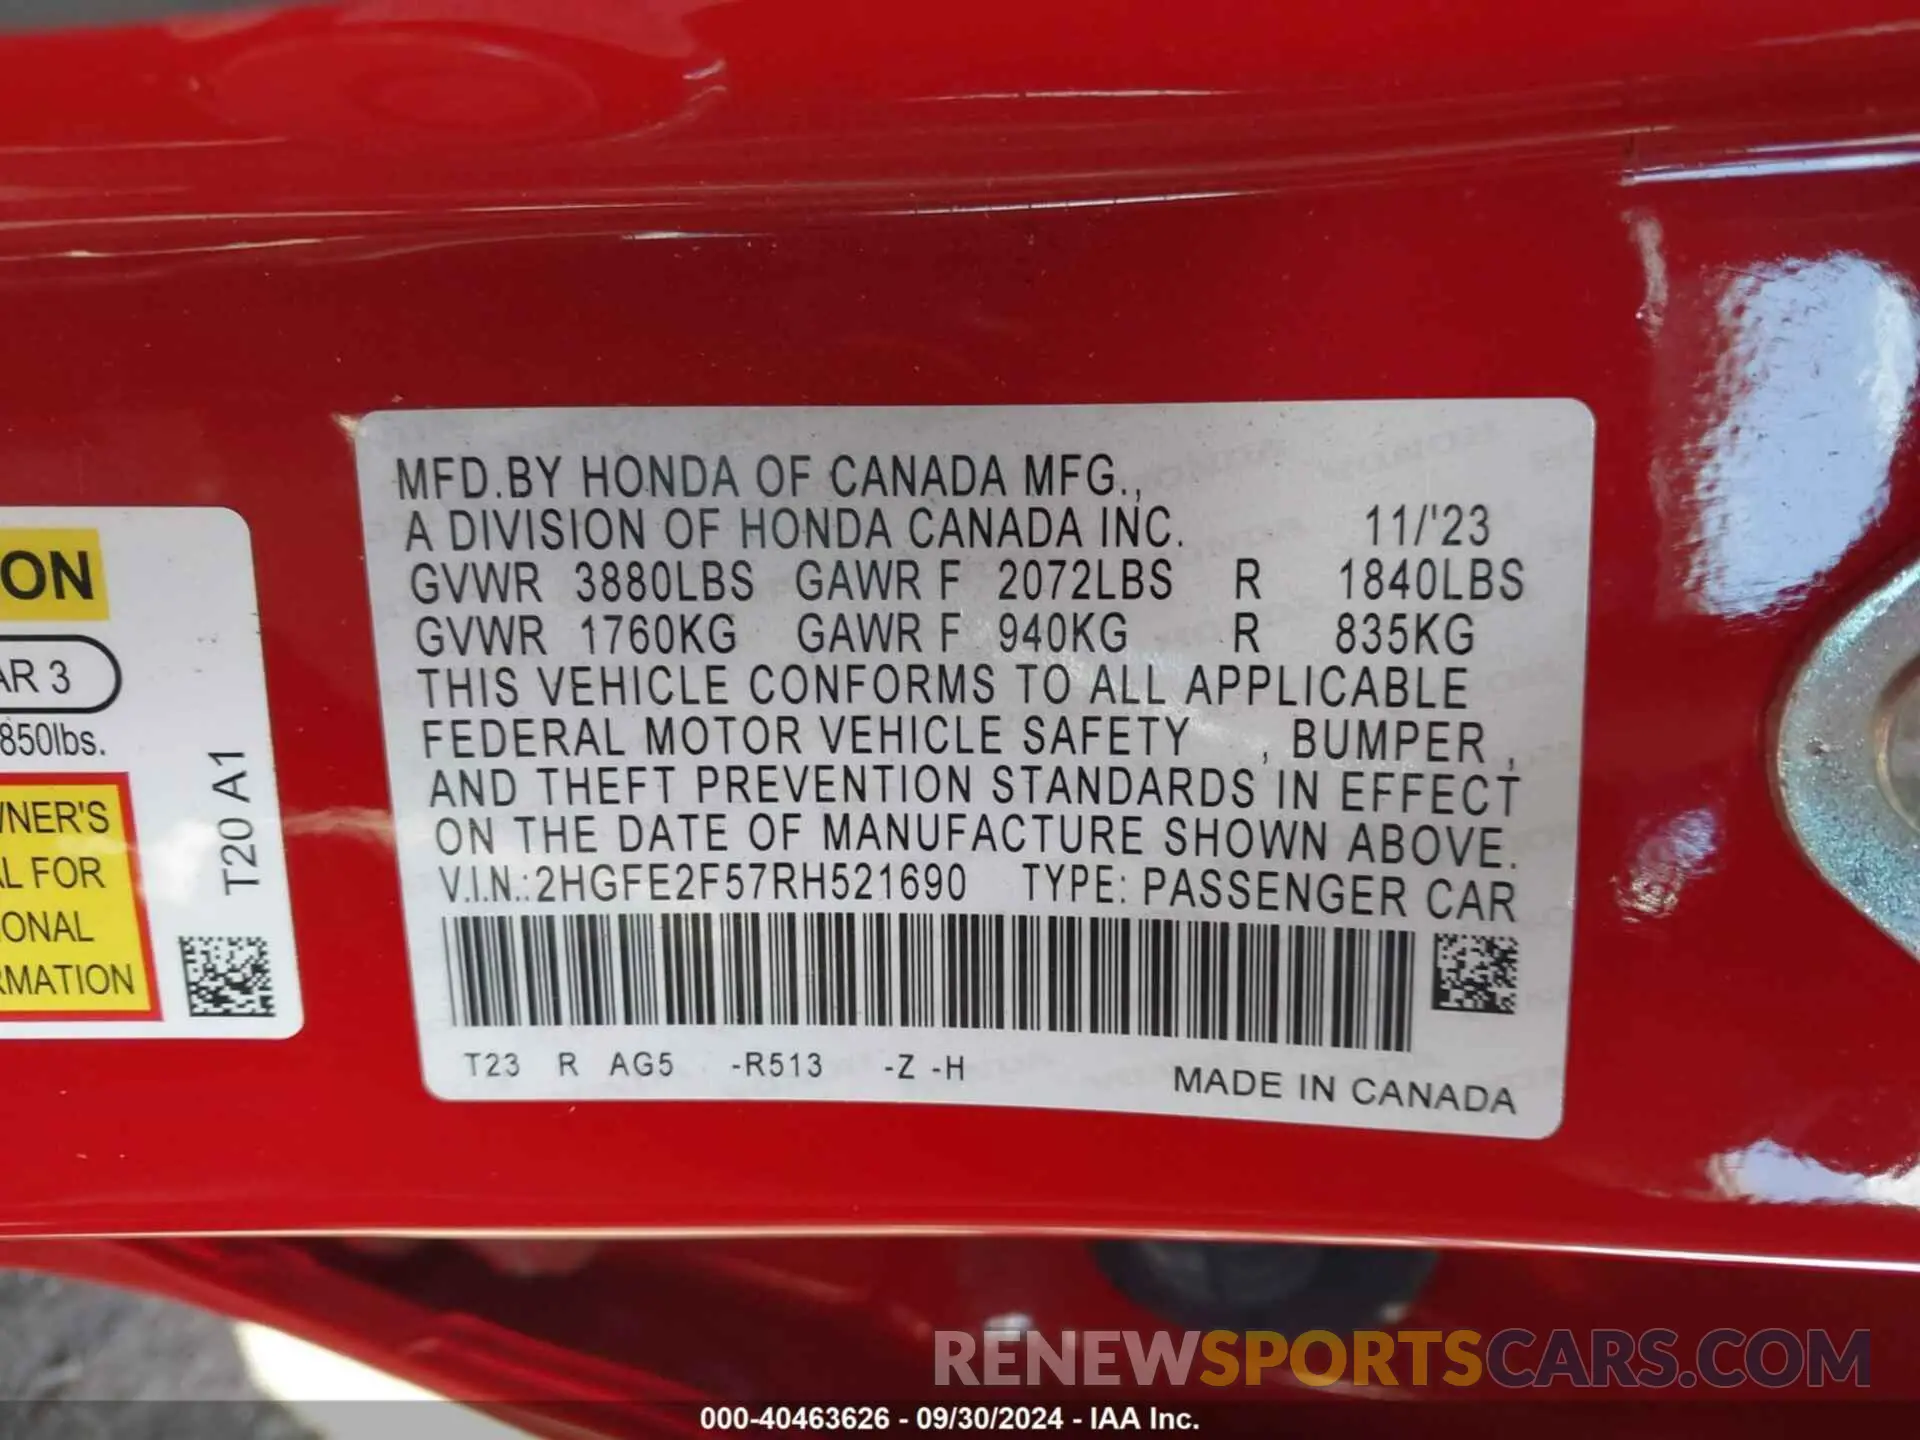 ON
AR 3
850lbs.
T20 A1
NER'S
L FOR
ONAL
RMATION
MFD.BY HONDA OF CANADA MFG.,
A DIVISION OF HONDA CANADA INC. 11/'23
GVWR 3880LBS GAWR F 2072LBS R 1840LBS
GVWR 1760KG GAWR F 940KG R 835KG
THIS VEHICLE CONFORMS TO ALL APPLICABLE
FEDERAL MOTOR VEHICLE SAFETY , BUMPER ,
AND THEFT PREVENTION STANDARDS IN EFFECT
ON THE DATE OF MANUFACTURE SHOWN ABOVE.
V.I.N.:2HGFE2F57RH521690 TYPE: PASSENGER CAR
T23 R AG5 -R513 -Z -H
MADE IN CANADA
RENEWSPORTSCARS.COM
000-40463626 - 09/30/2024 - IAA Inc.